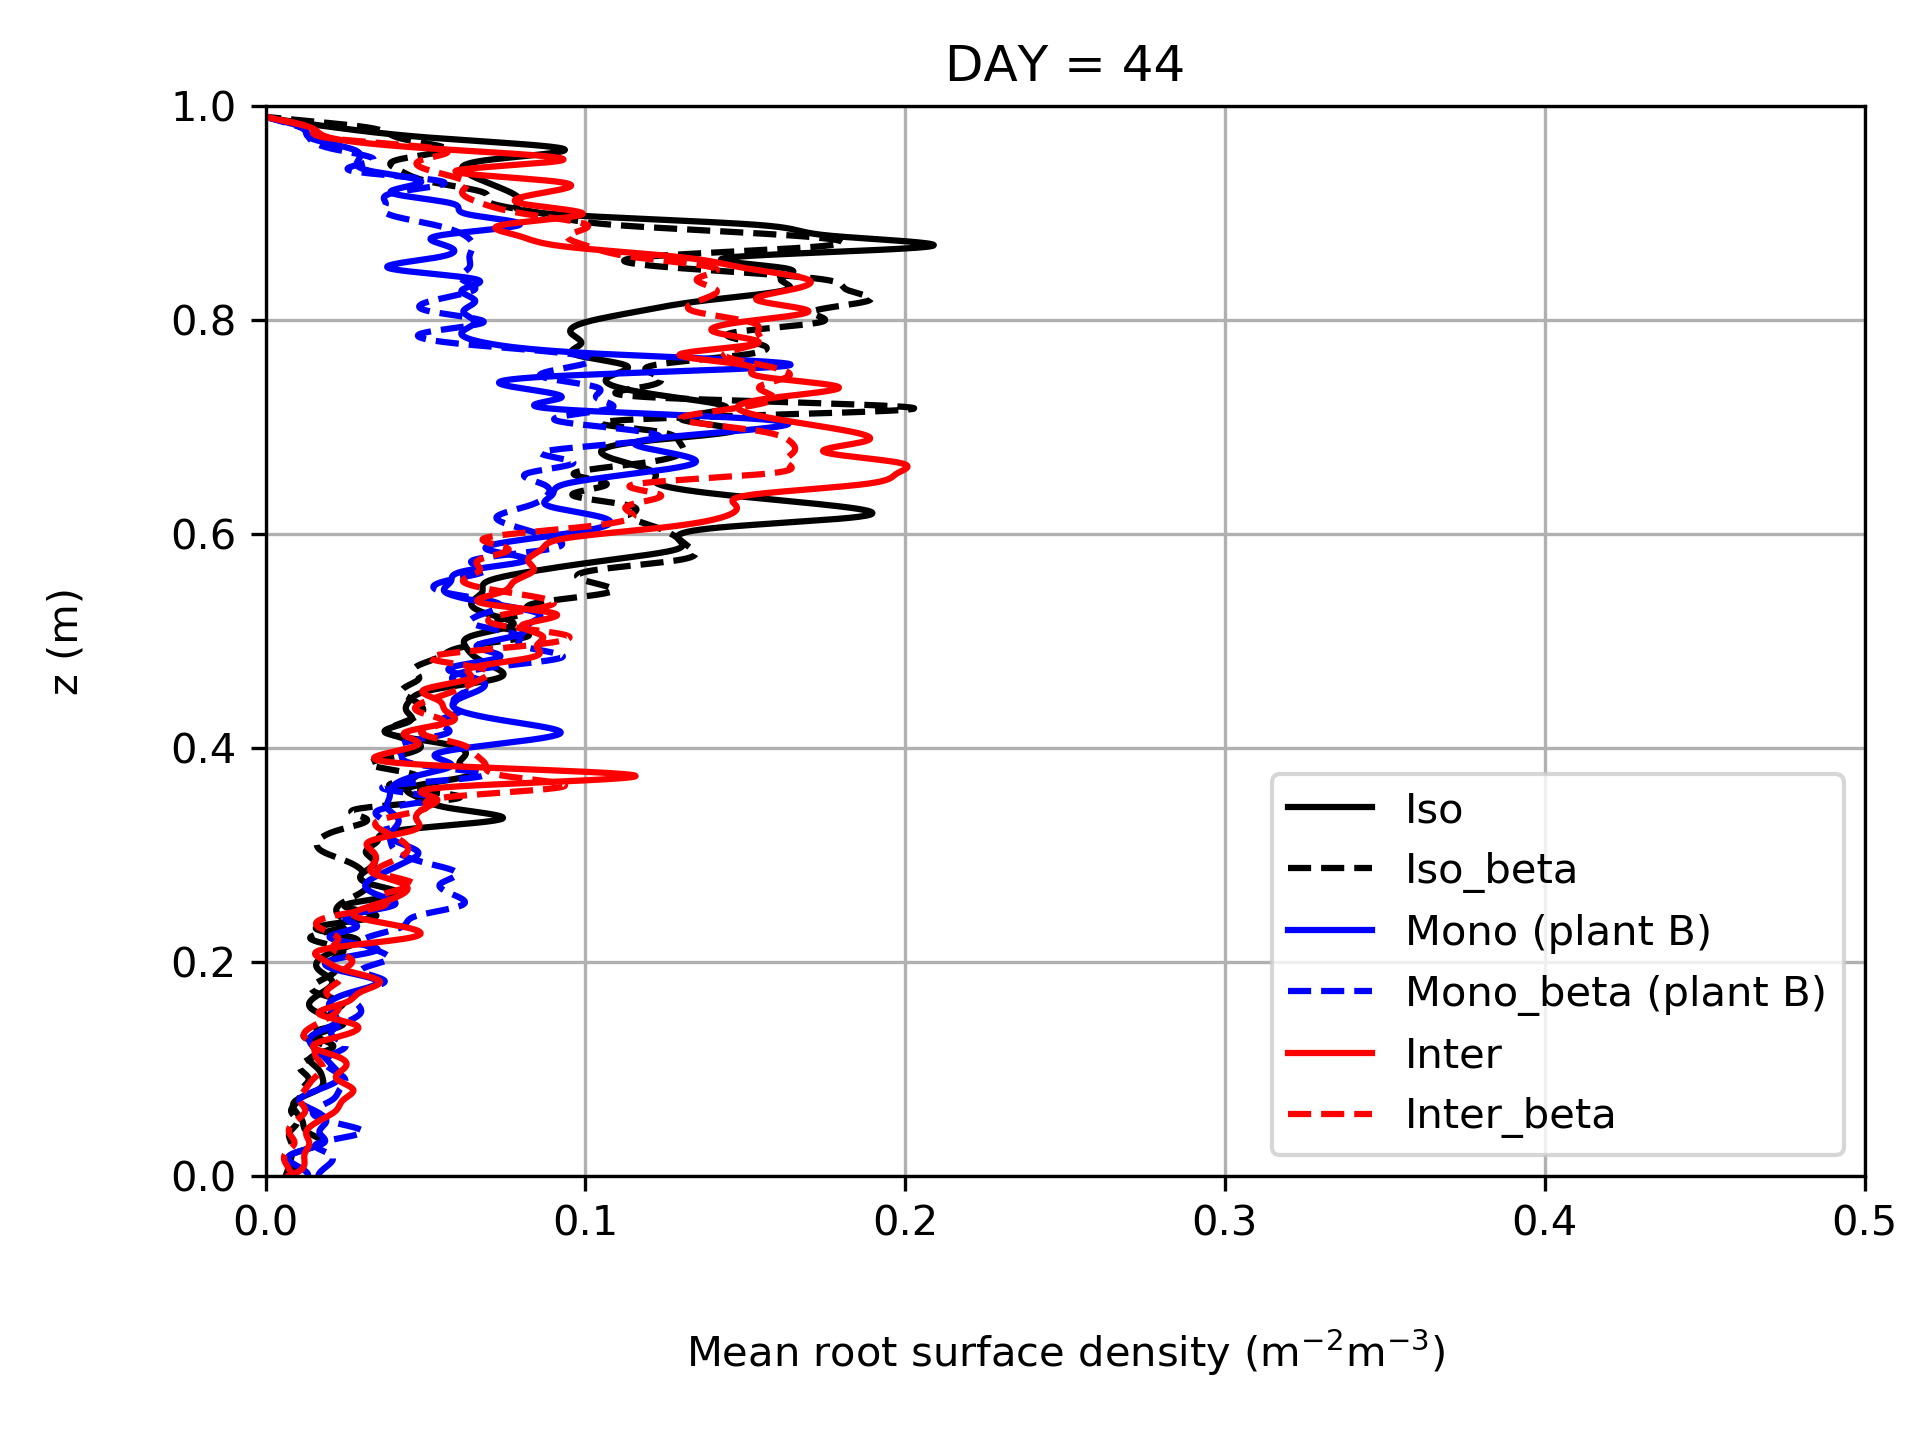 DAY = 44
1.0
0.8
0.6
0.4
0.2
0.0
z (m)
0.0 0.1 0.2 0.3 0.4 0.5
Mean root surface density (m⁻²m⁻³)
Iso
Iso_beta
Mono (plant B)
Mono_beta (plant B)
Inter
Inter_beta